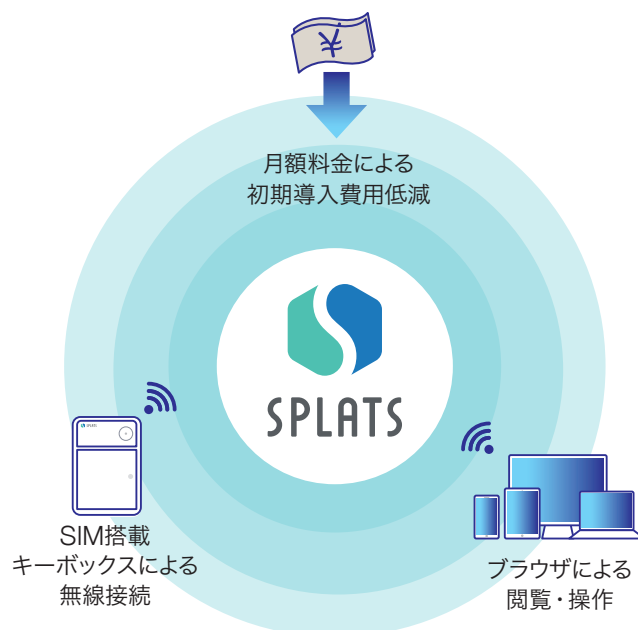 月額料金による
初期導入費用低減
SPLATS
SIM搭載
キーボックスによる
無線接続
ブラウザによる
閲覧・操作